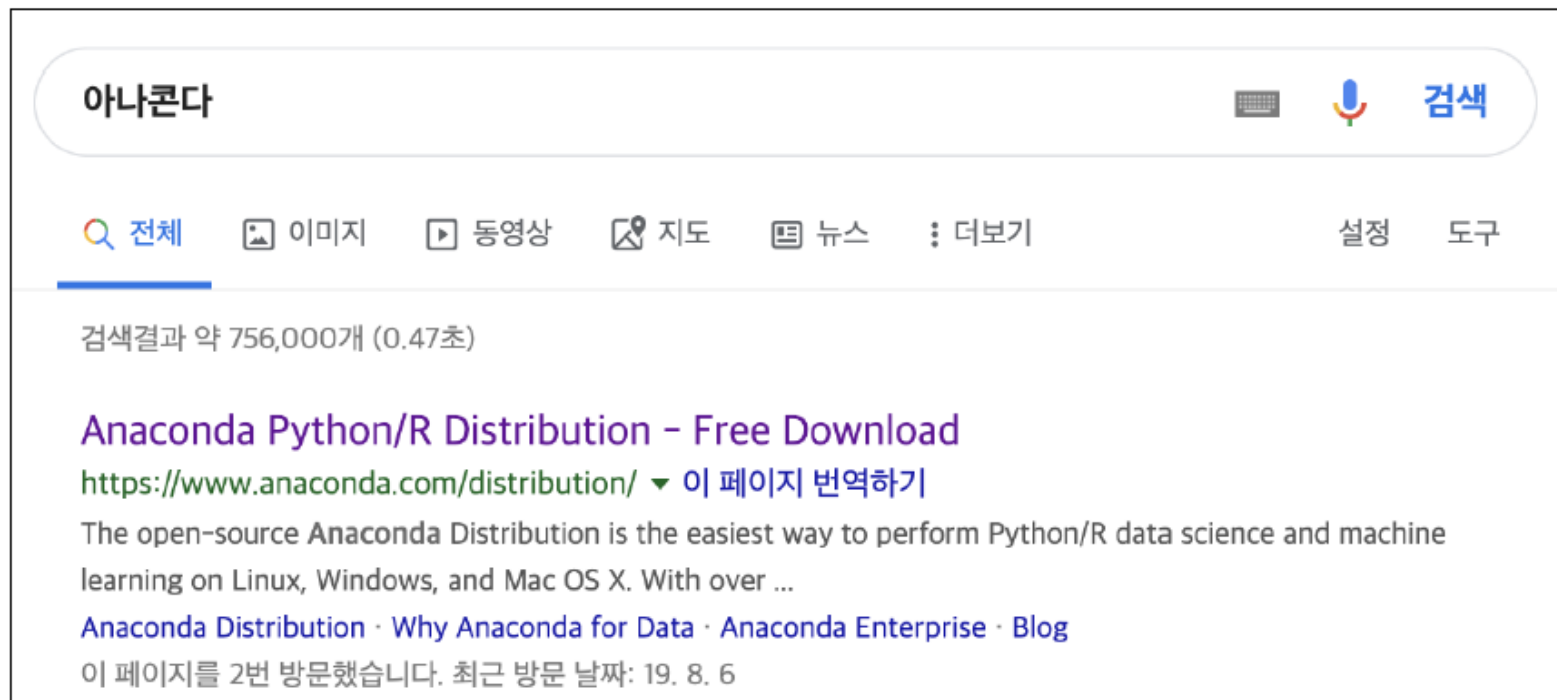 아나콘다 검색
전체 이미지 동영상 지도 뉴스 더보기 설정 도구
검색결과 약 756,000개 (0.47초)
Anaconda Python/R Distribution - Free Download
https://www.anaconda.com/distribution/ ▼ 이 페이지 번역하기
The open-source Anaconda Distribution is the easiest way to perform Python/R data science and machine
learning on Linux, Windows, and Mac OS X. With over ...
Anaconda Distribution · Why Anaconda for Data · Anaconda Enterprise · Blog
이 페이지를 2번 방문했습니다. 최근 방문 날짜: 19. 8. 6